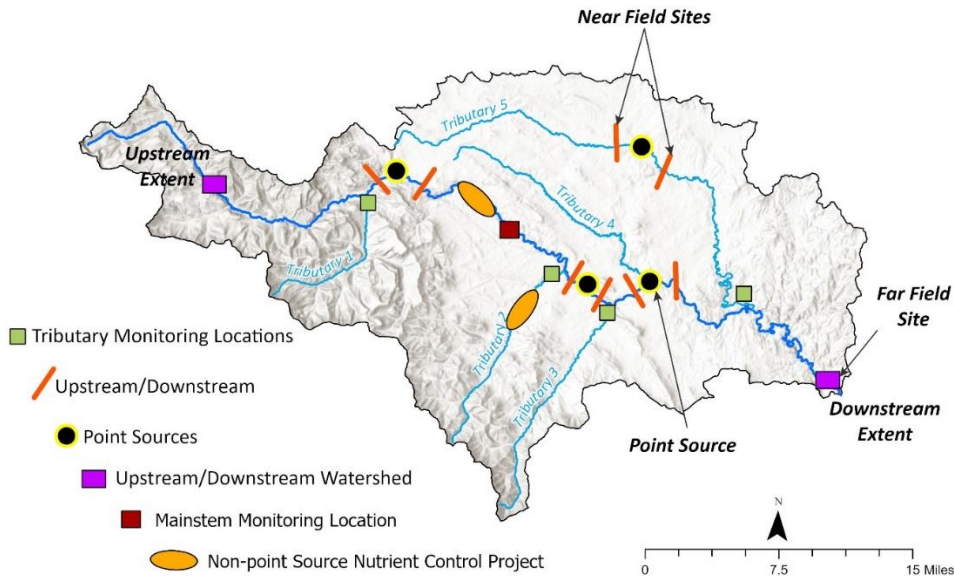 Near Field Sites
Tributary 5
Upstream
Extent
Tributary 4
Tributary 1
Tributary 2
Tributary 3
Far Field
Site
Tributary Monitoring Locations
Upstream/Downstream
Point Sources
Point Source
Downstream
Extent
Upstream/Downstream Watershed
Mainstem Monitoring Location
Non-point Source Nutrient Control Project
N
0 7.5 15 Miles